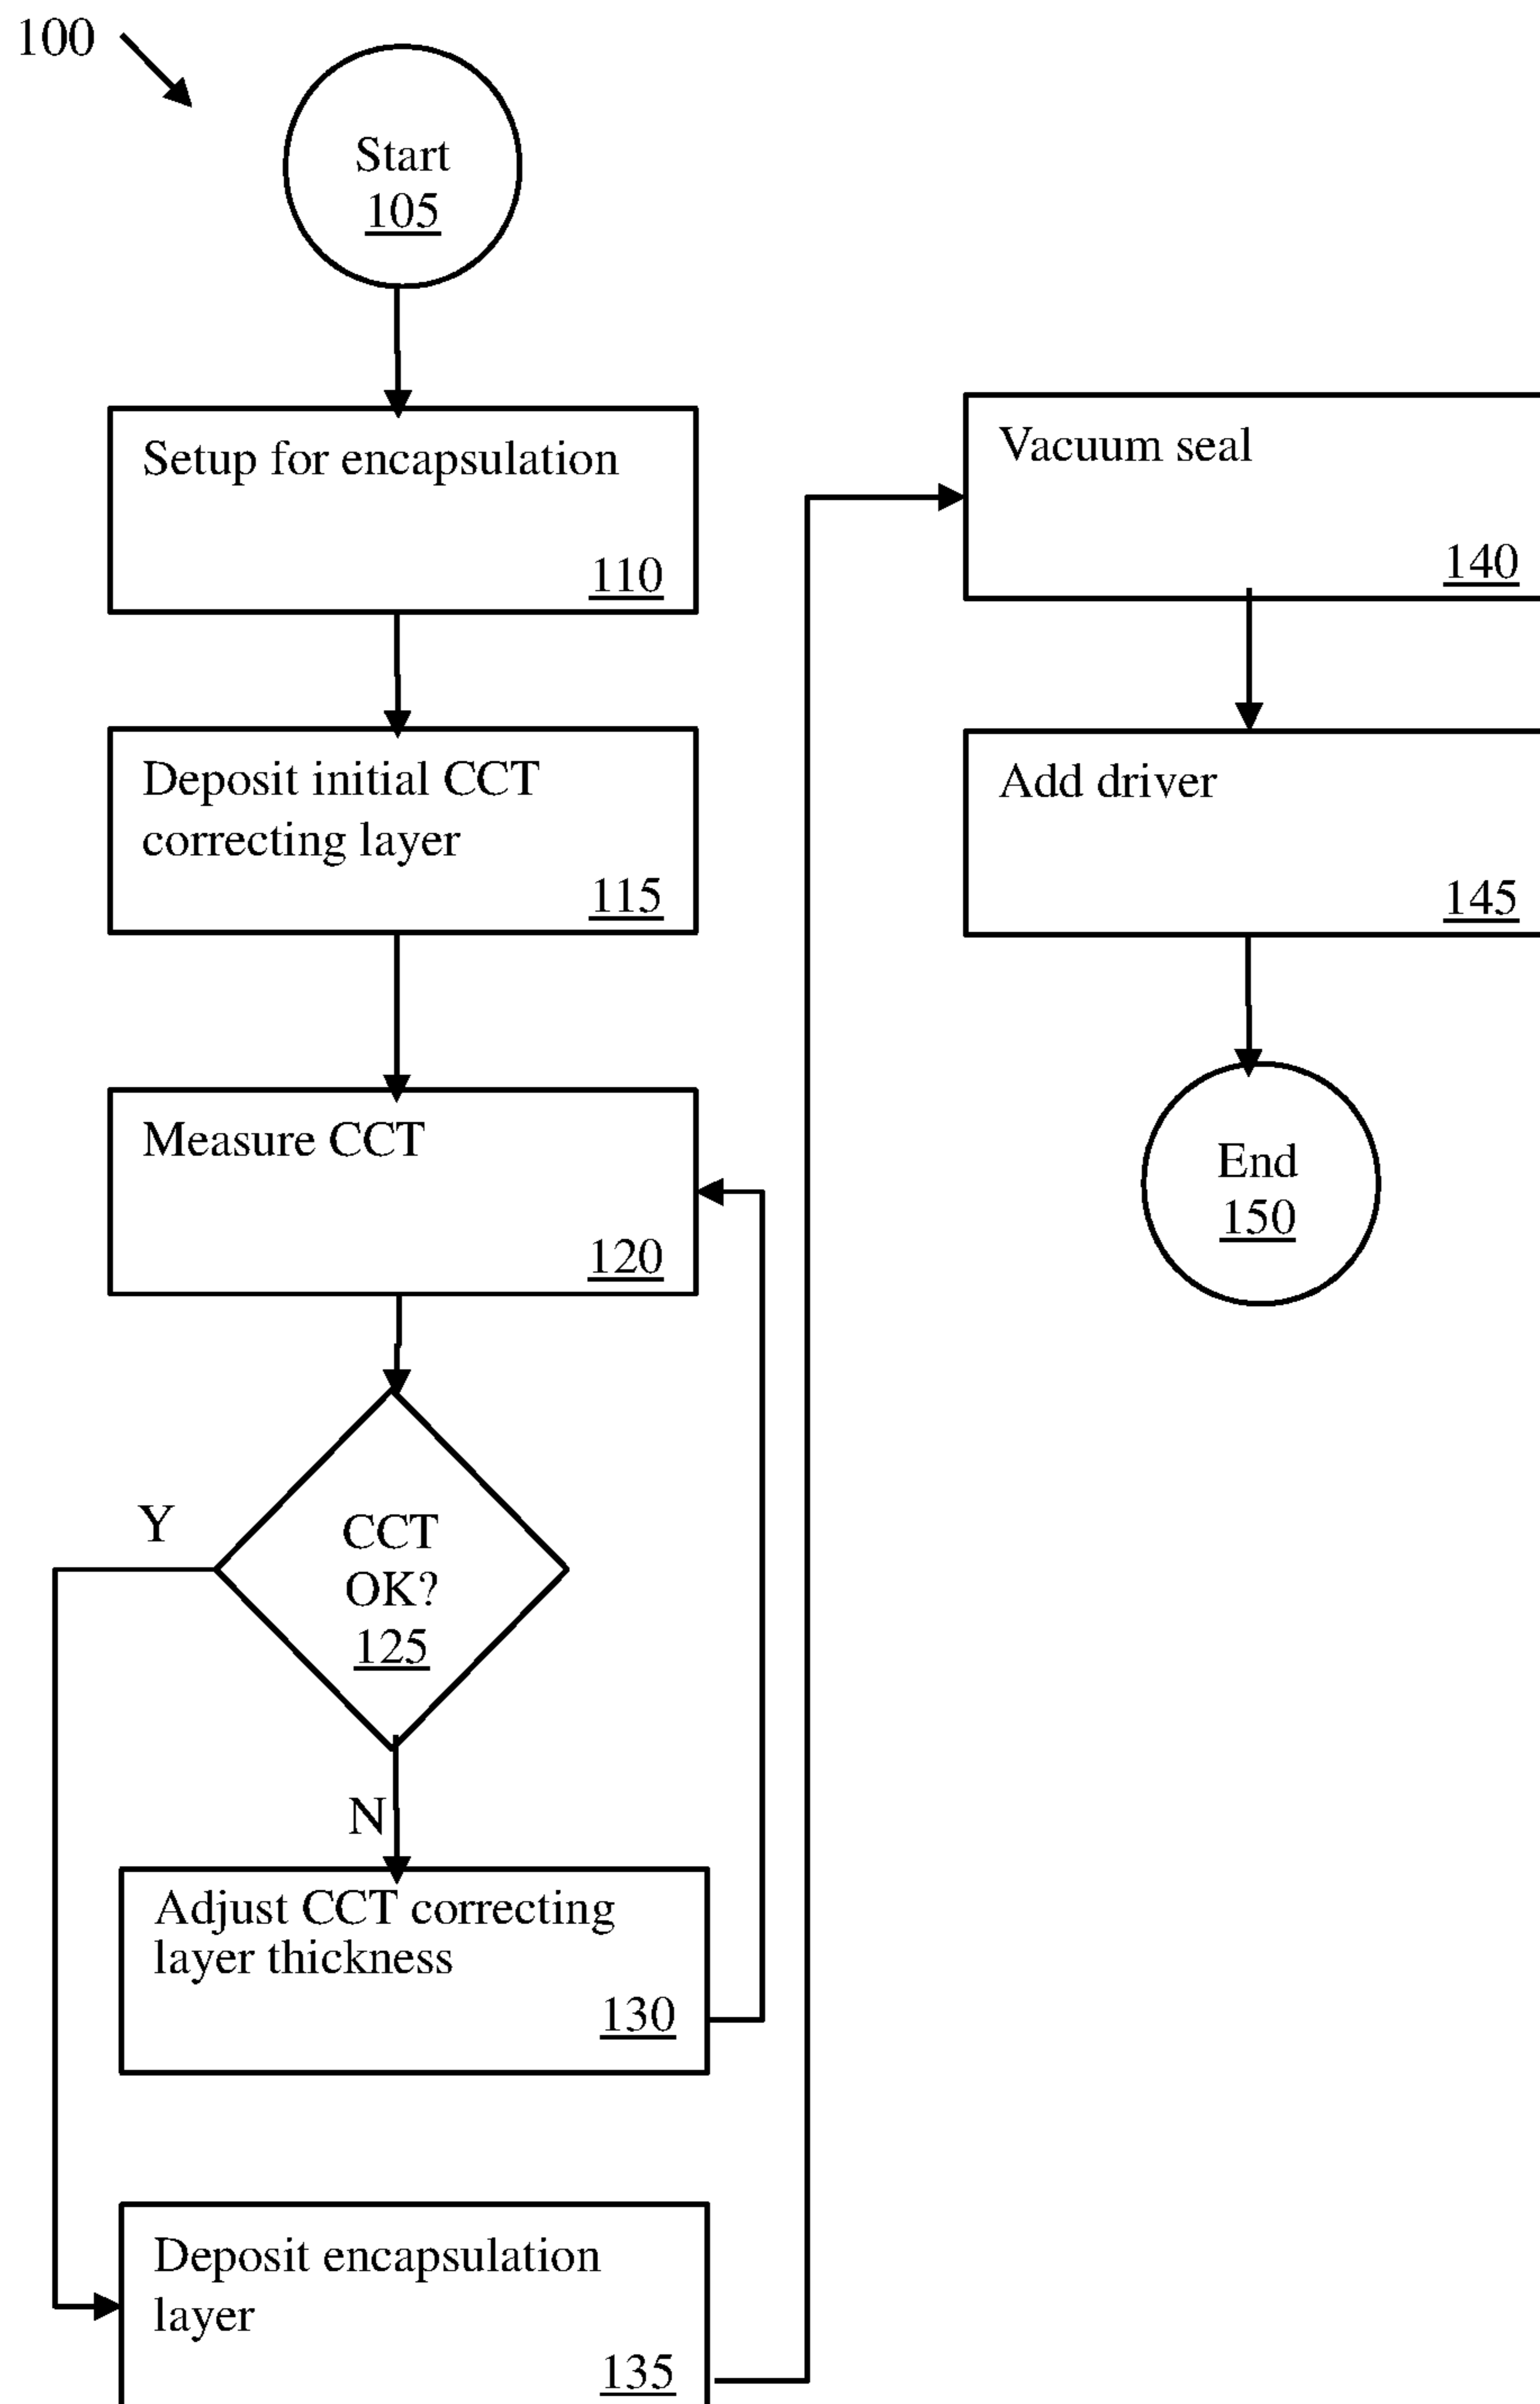 100
Start
105
Setup for encapsulation
110
Deposit initial CCT
correcting layer
115
Measure CCT
120
CCT
OK?
125
Y
N
Adjust CCT correcting
layer thickness
130
Deposit encapsulation
layer
135
Vacuum seal
140
Add driver
145
End
150